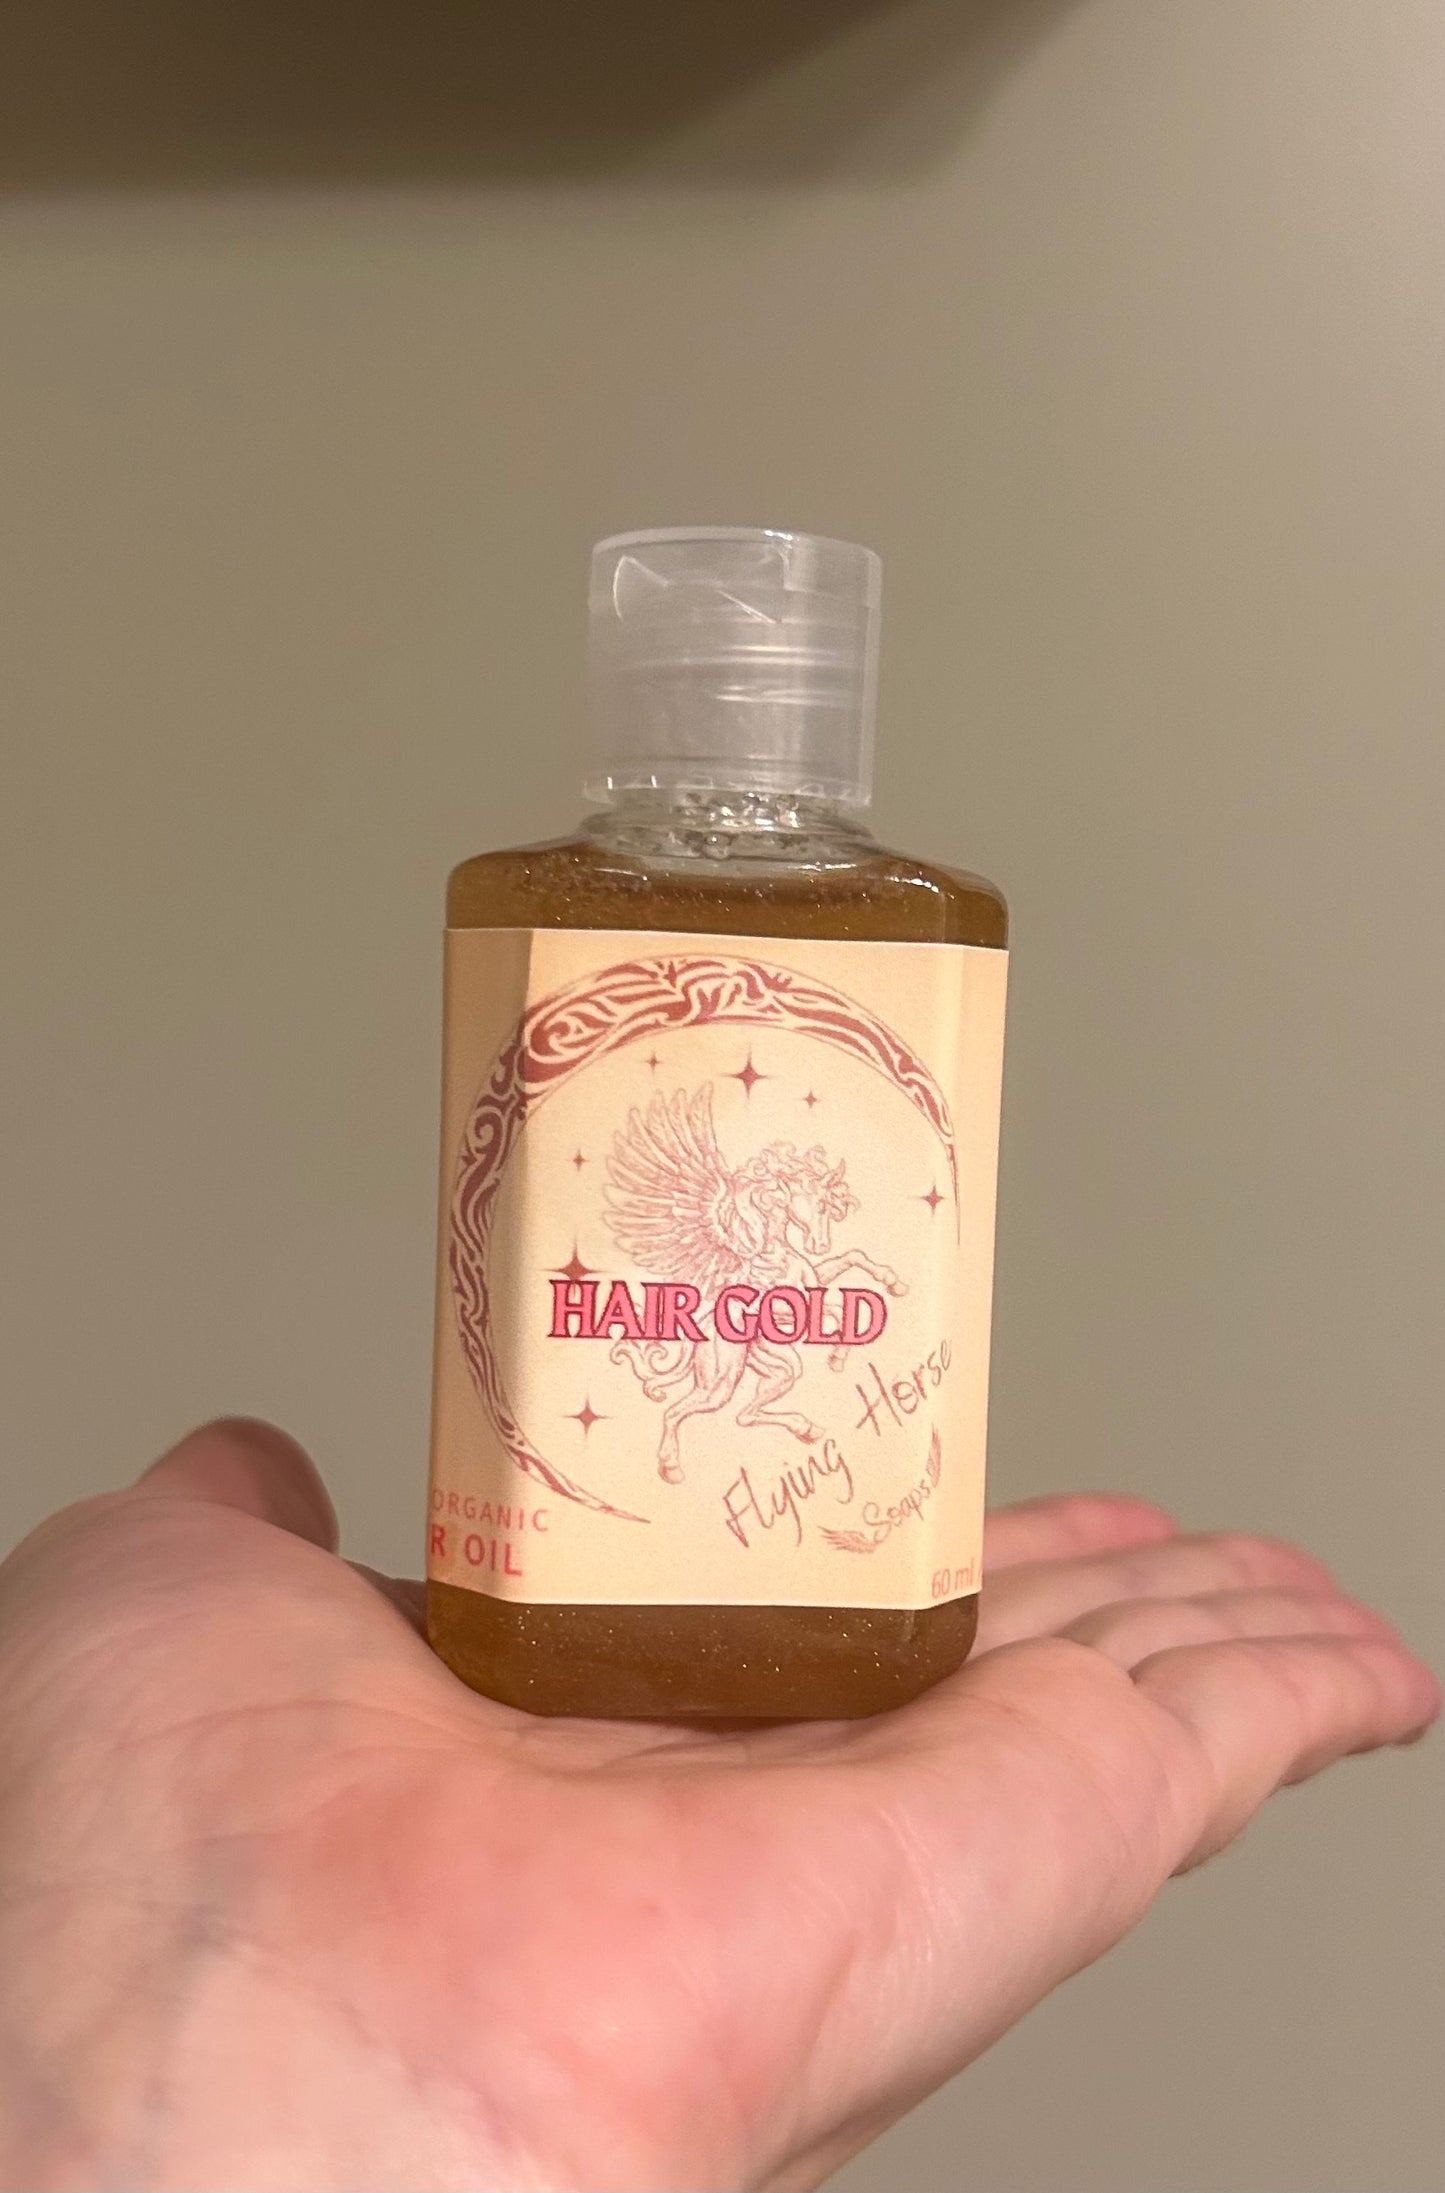 HAIR GOLD
Flying Horse
Soaps
ORGANIC
OIL
60 ml